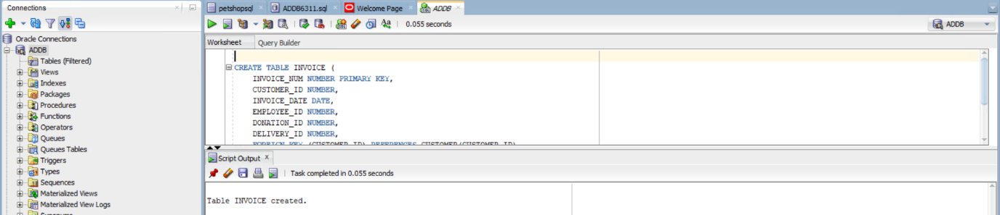 Connections
petshopsql
ADDB6311.sql
Welcome Page
ADDB
0.055 seconds
ADDB
Oracle Connections
ADDB
Tables (Filtered)
Views
Indexes
Packages
Procedures
Functions
Operators
Queues
Queues Tables
Triggers
Types
Sequences
Materialized Views
Materialized View Logs
Synonyms
Worksheet
Query Builder
CREATE TABLE INVOICE (
INVOICE_NUM NUMBER PRIMARY KEY,
CUSTOMER_ID NUMBER,
INVOICE_DATE DATE,
EMPLOYEE_ID NUMBER,
DONATION_ID NUMBER,
DELIVERY_ID NUMBER,
FOREIGN KEY (CUSTOMER_ID) REFERENCES CUSTOMER(CUSTOMER_ID)
Script Output
Task completed in 0.055 seconds
Table INVOICE created.